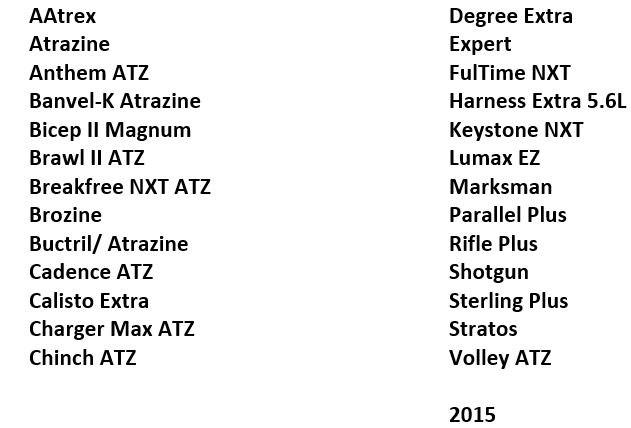 AAtrex
Atrazine
Anthem ATZ
Banvel-K Atrazine
Bicep II Magnum
Brawl II ATZ
Breakfree NXT ATZ
Brozine
Buctril/ Atrazine
Cadence ATZ
Calisto Extra
Charger Max ATZ
Chinch ATZ
Degree Extra
Expert
FulTime NXT
Harness Extra 5.6L
Keystone NXT
Lumax EZ
Marksman
Parallel Plus
Rifle Plus
Shotgun
Sterling Plus
Stratos
Volley ATZ
2015